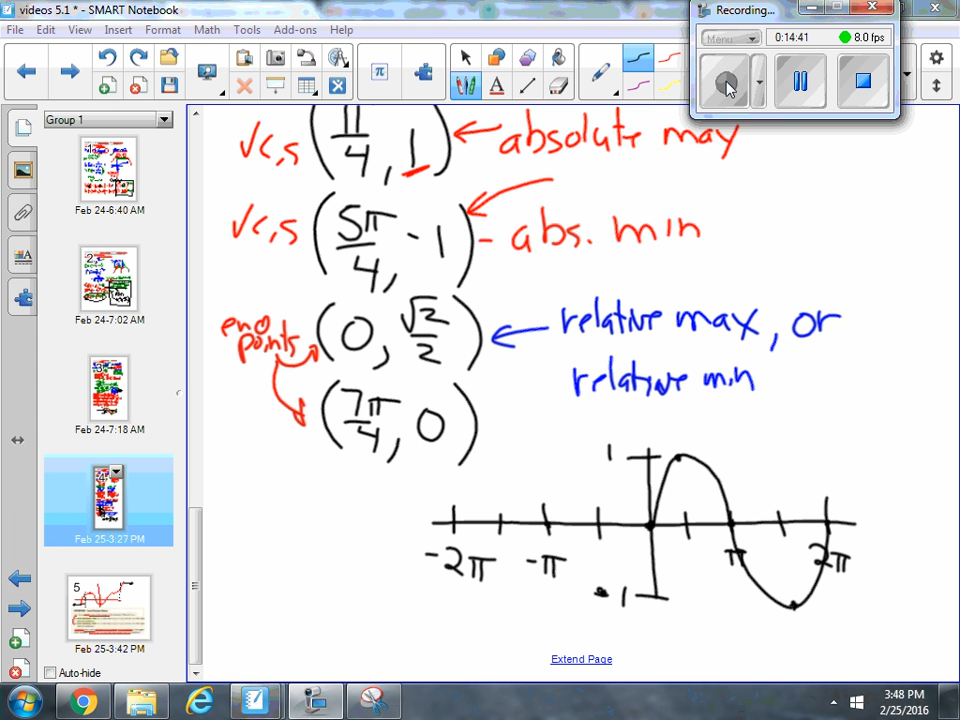 videos 5.1 * - SMART Notebook
Recording...
File Edit View Insert Format Math Tools Add-ons Help
Menu 0:14:41 8.0 fps
Group 1
Feb 24-6:40 AM
Feb 24-7:02 AM
Feb 24-7:18 AM
Feb 25-3:27 PM
5
Feb 25-3:42 PM
Auto-hide
(π/4, 1) absolute max
(5π/4, -1) - abs. min
end points (0, √2/2) relative max, or
relative min
(7π/4, 0)
1
-2π -π π 2π
-1
Extend Page
3:48 PM
2/25/2016